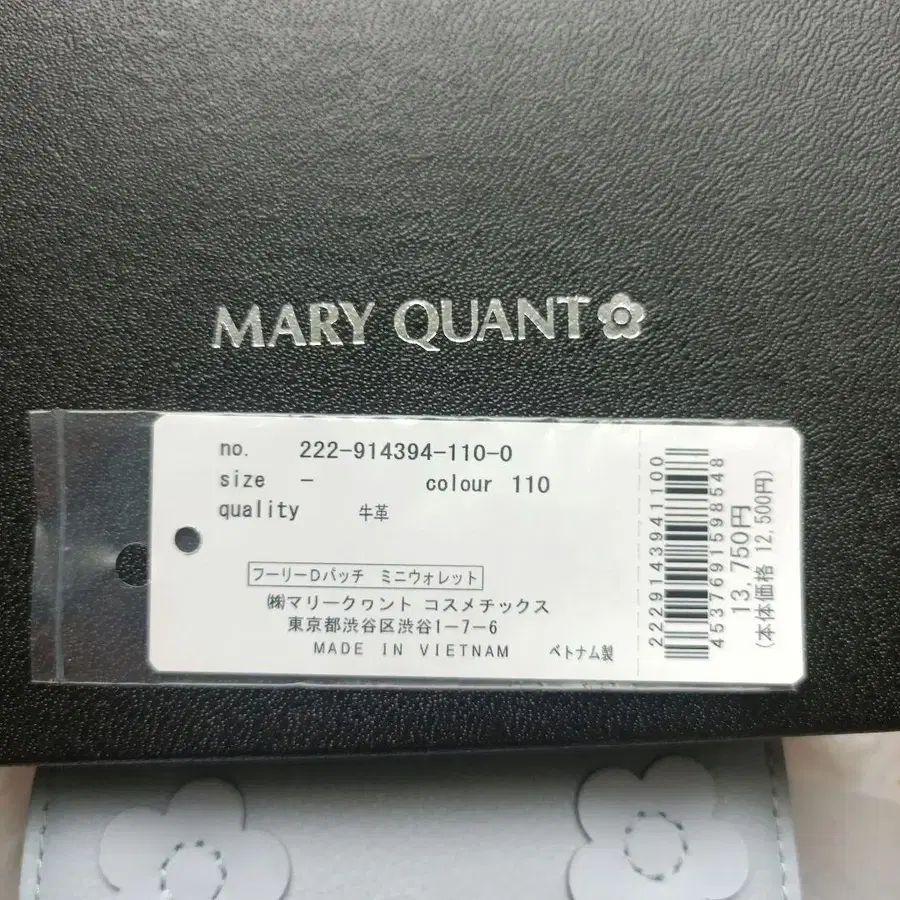 MARY QUANT
no. 222-914394-110-0
size - colour 110
quality 牛革
フーリーDパッチ ミニウォレット
㈱マリークヮント コスメチックス
東京都渋谷区渋谷1-7-6
MADE IN VIETNAM ベトナム製
2229143941100
4537691598548
13,750円
(本体価格 12,500円)